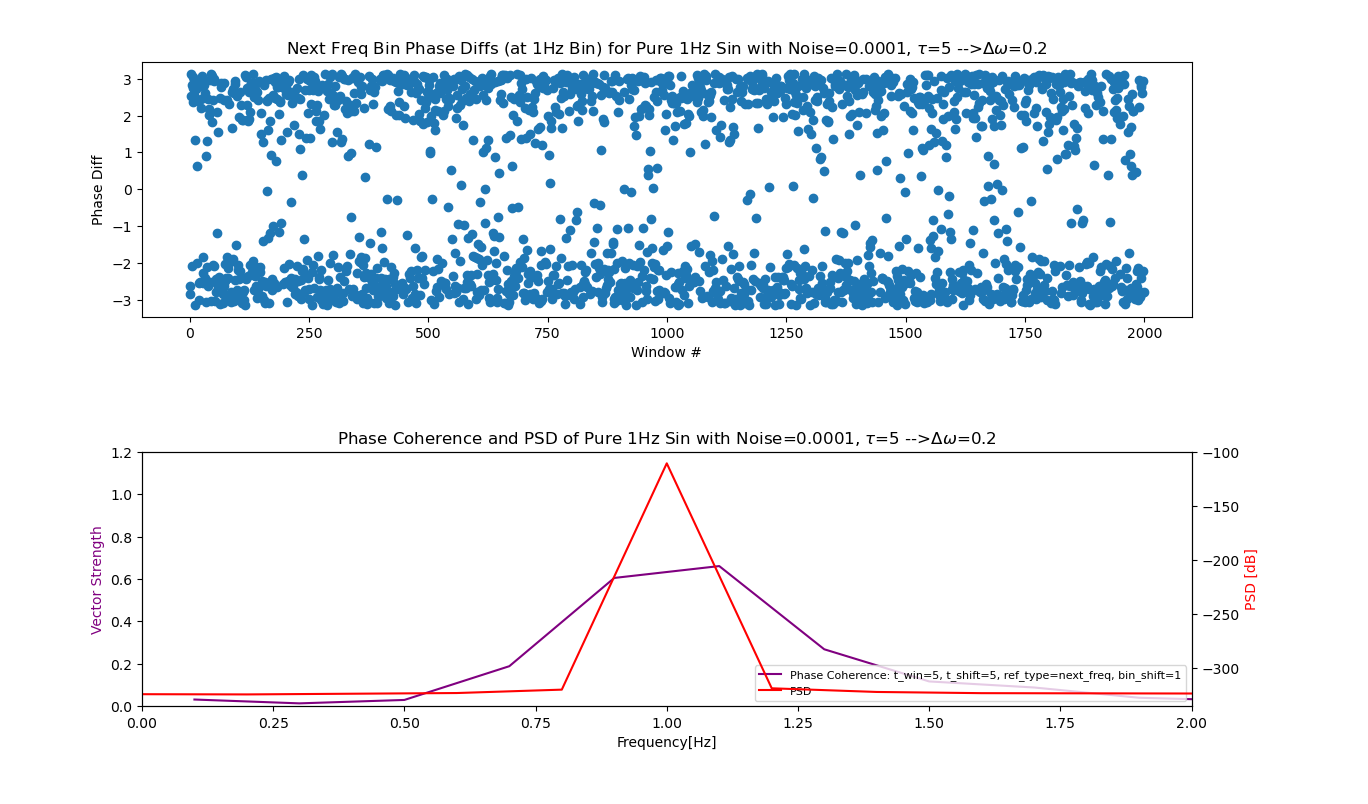 Next Freq Bin Phase Diffs (at 1Hz Bin) for Pure 1Hz Sin with Noise=0.0001, τ=5 -->Δω=0.2
Phase Diff
3
2
1
0
−1
−2
−3
0 250 500 750 1000 1250 1500 1750 2000
Window #
Phase Coherence and PSD of Pure 1Hz Sin with Noise=0.0001, τ=5 -->Δω=0.2
Vector Strength
1.2
1.0
0.8
0.6
0.4
0.2
0.0
−100
−150
−200
−250
−300
PSD [dB]
Phase Coherence: t_win=5, t_shift=5, ref_type=next_freq, bin_shift=1
PSD
0.00 0.25 0.50 0.75 1.00 1.25 1.50 1.75 2.00
Frequency[Hz]